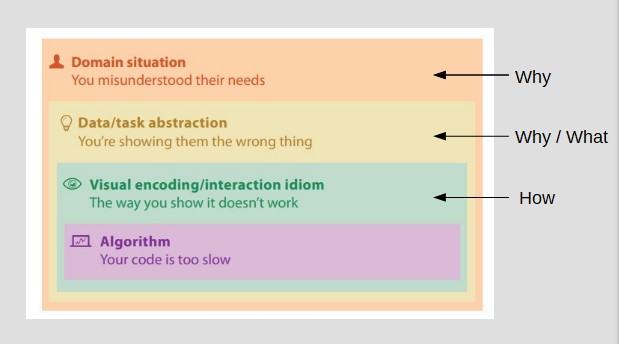 Domain situation
You misunderstood their needs
Why
Data/task abstraction
You're showing them the wrong thing
Why / What
Visual encoding/interaction idiom
The way you show it doesn't work
How
Algorithm
Your code is too slow